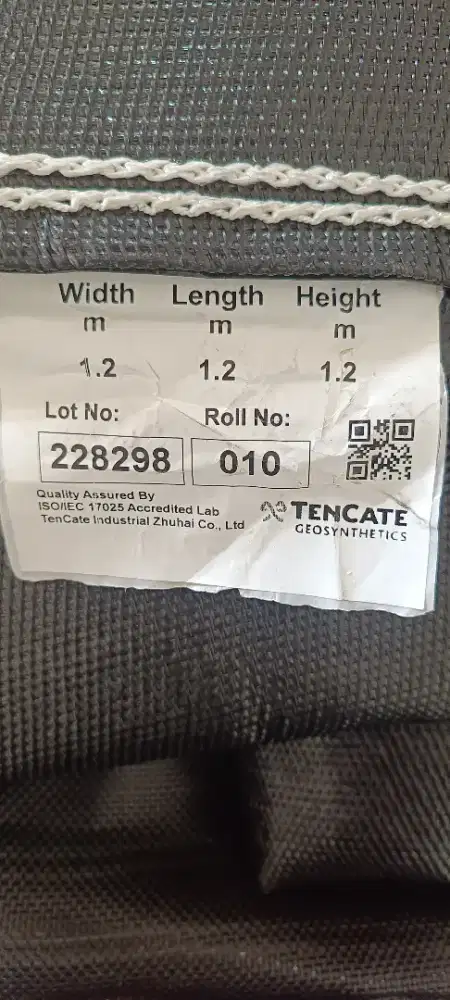 Width Length Height
m m m
1.2 1.2 1.2
Lot No: Roll No:
228298 010
Quality Assured By
ISO/IEC 17025 Accredited Lab
TenCate Industrial Zhuhai Co., Ltd
TENCATE
GEOSYNTHETICS